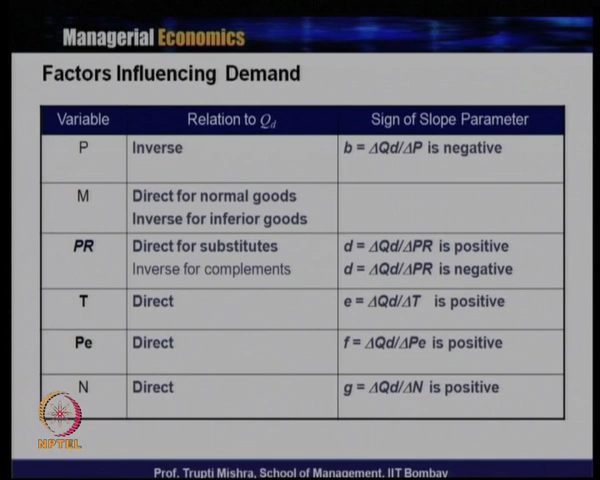 Managerial Economics
Factors Influencing Demand
Variable Relation to Qd Sign of Slope Parameter
P Inverse b = ΔQd/ΔP is negative
M Direct for normal goods
Inverse for inferior goods
PR Direct for substitutes d = ΔQd/ΔPR is positive
Inverse for complements d = ΔQd/ΔPR is negative
T Direct e = ΔQd/ΔT is positive
Pe Direct f = ΔQd/ΔPe is positive
N Direct g = ΔQd/ΔN is positive
NPTEL
Prof. Trupti Mishra, School of Management, IIT Bombay